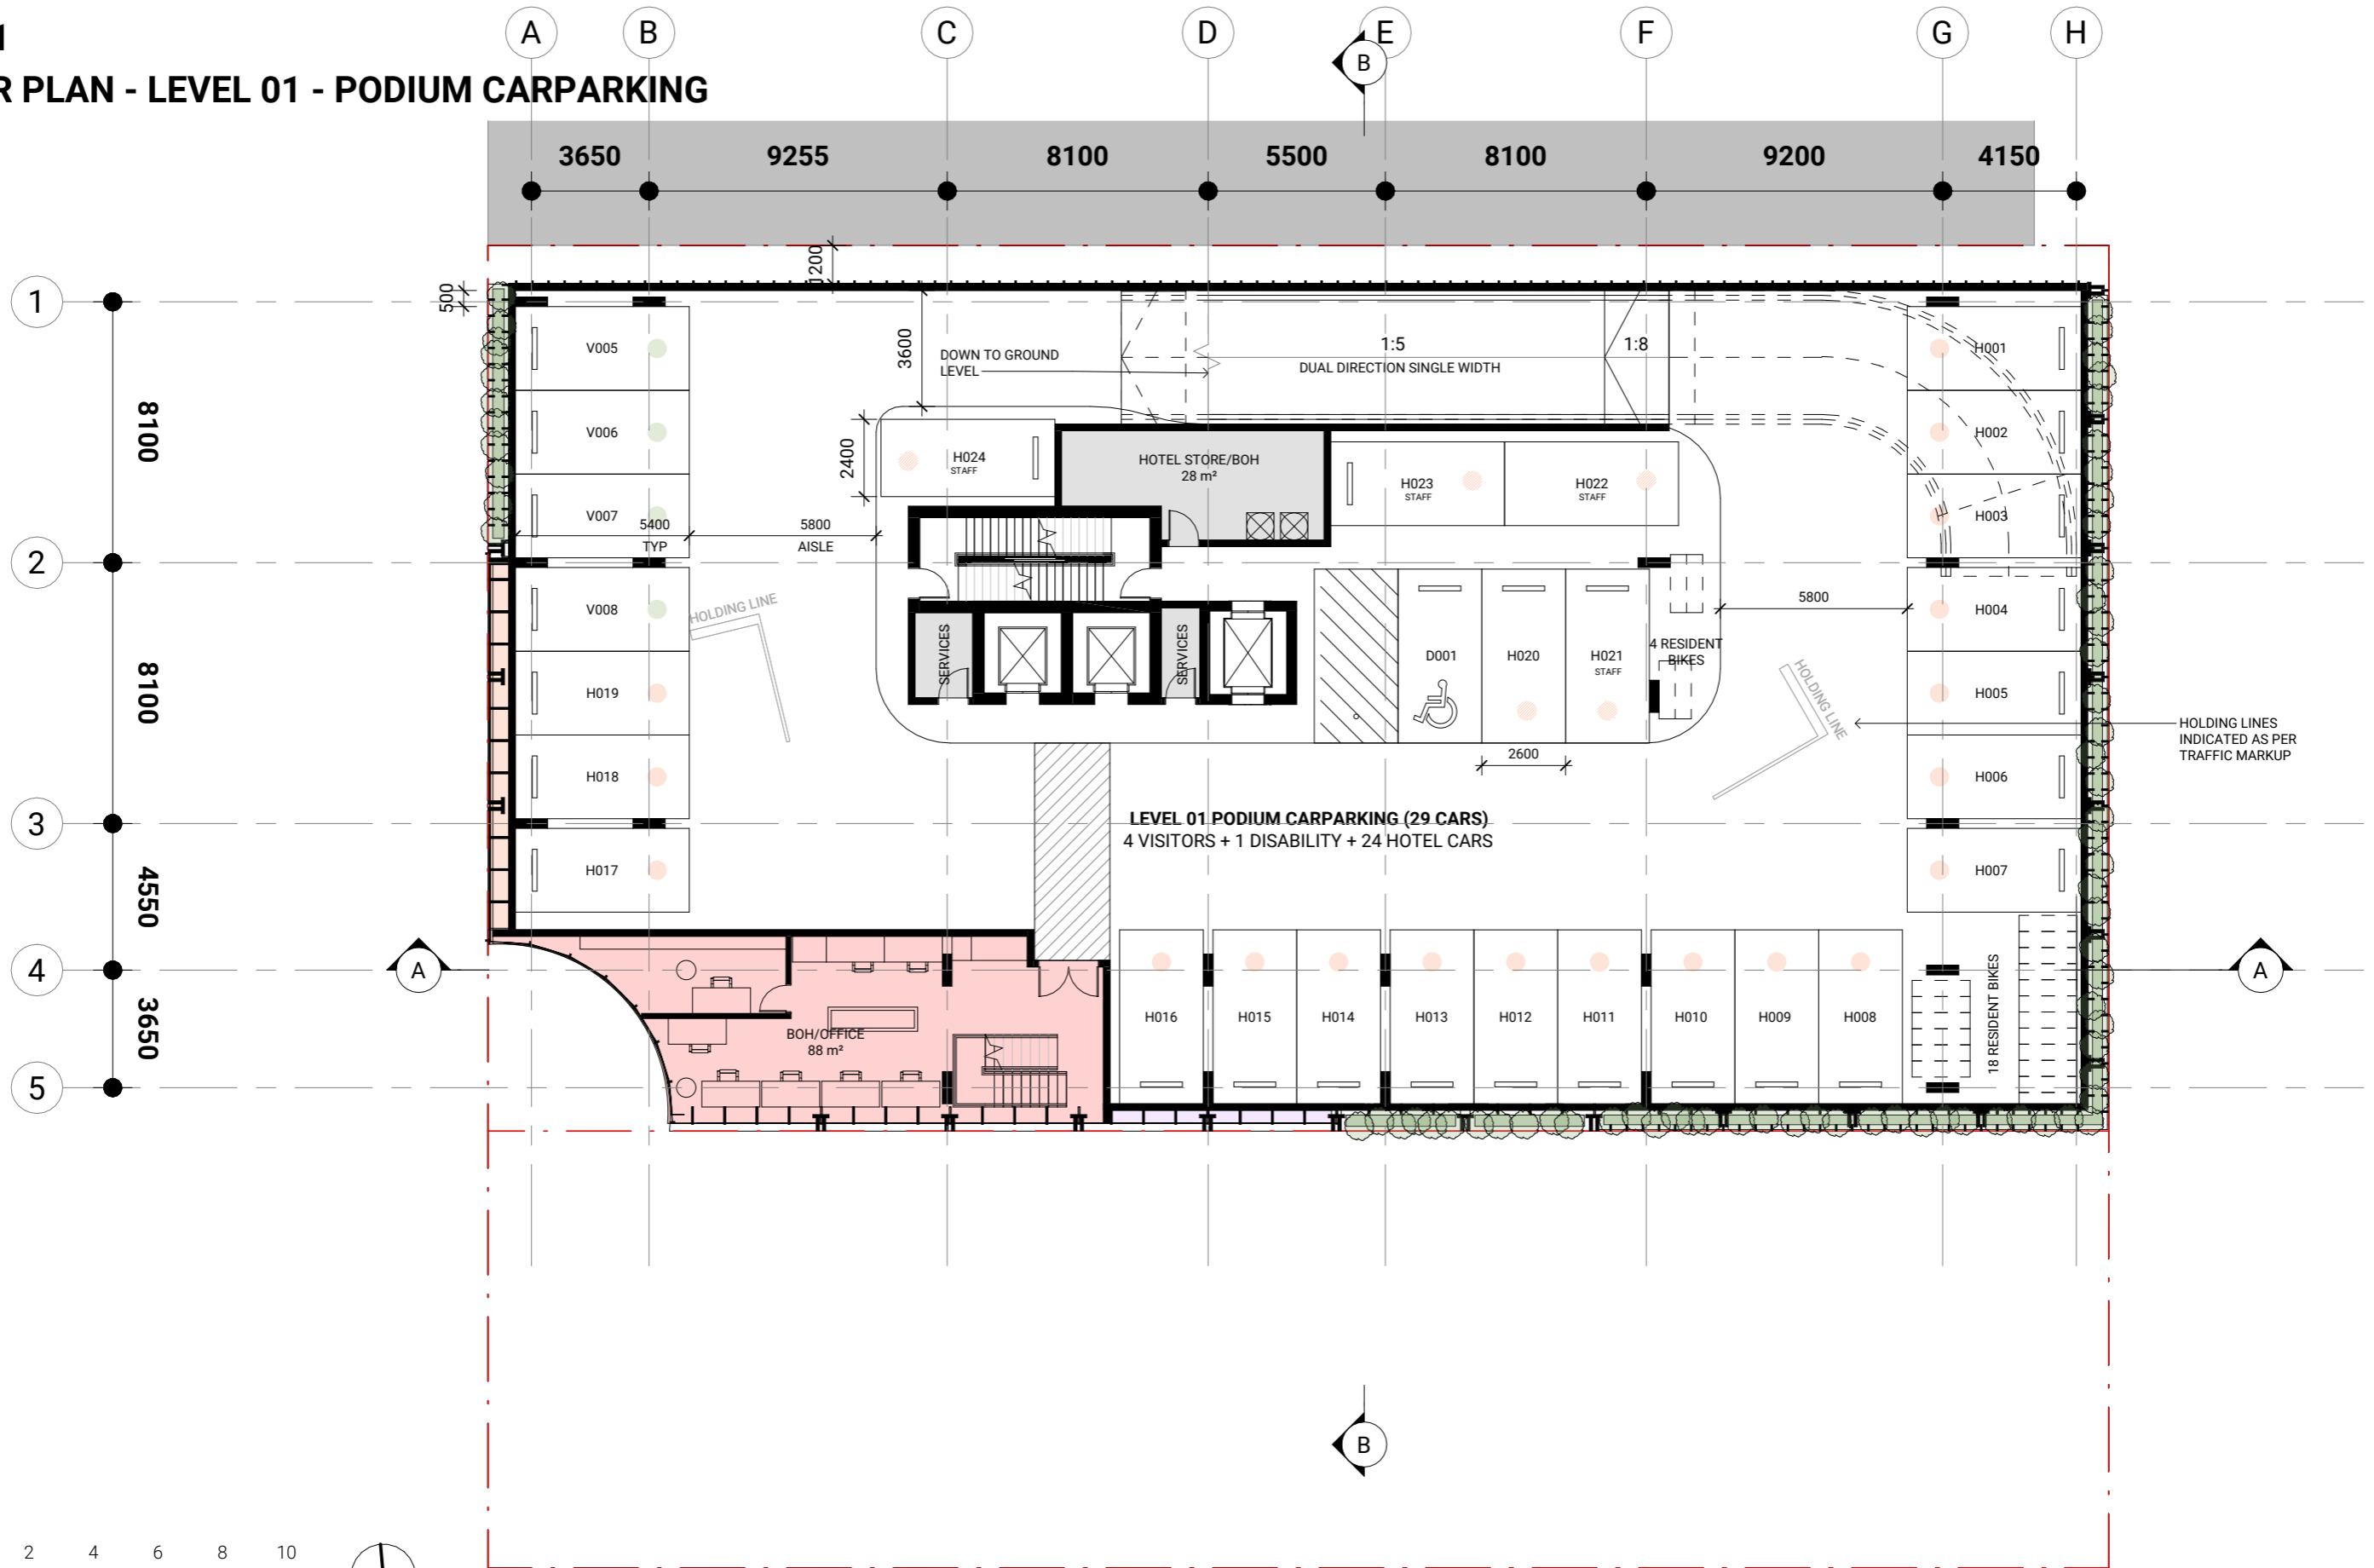 A B C D E F G H
B
R PLAN - LEVEL 01 - PODIUM CARPARKING
3650 9255 8100 5500 8100 9200 4150
1200
500
1
3600
DOWN TO GROUND
LEVEL
1:5
1:8
DUAL DIRECTION SINGLE WIDTH
V005
H001
V006
H002
2400
H024
STAFF
HOTEL STORE/BOH
28 m²
H023
STAFF
H022
STAFF
8100
V007
H003
5400
TYP
5800
AISLE
2
V008
HOLDING LINE
5800
H004
SERVICES
SERVICES
D001
H020
H021
STAFF
4 RESIDENT
BIKES
8100
H019
H005
HOLDING LINE
HOLDING LINES
INDICATED AS PER
TRAFFIC MARKUP
2600
H018
H006
3
LEVEL 01 PODIUM CARPARKING (29 CARS)
4 VISITORS + 1 DISABILITY + 24 HOTEL CARS
H017
H007
4550
4
A
A
3650
H016 H015 H014 H013 H012 H011 H010 H009 H008
18 RESIDENT BIKES
BOH/OFFICE
88 m²
5
B
2 4 6 8 10